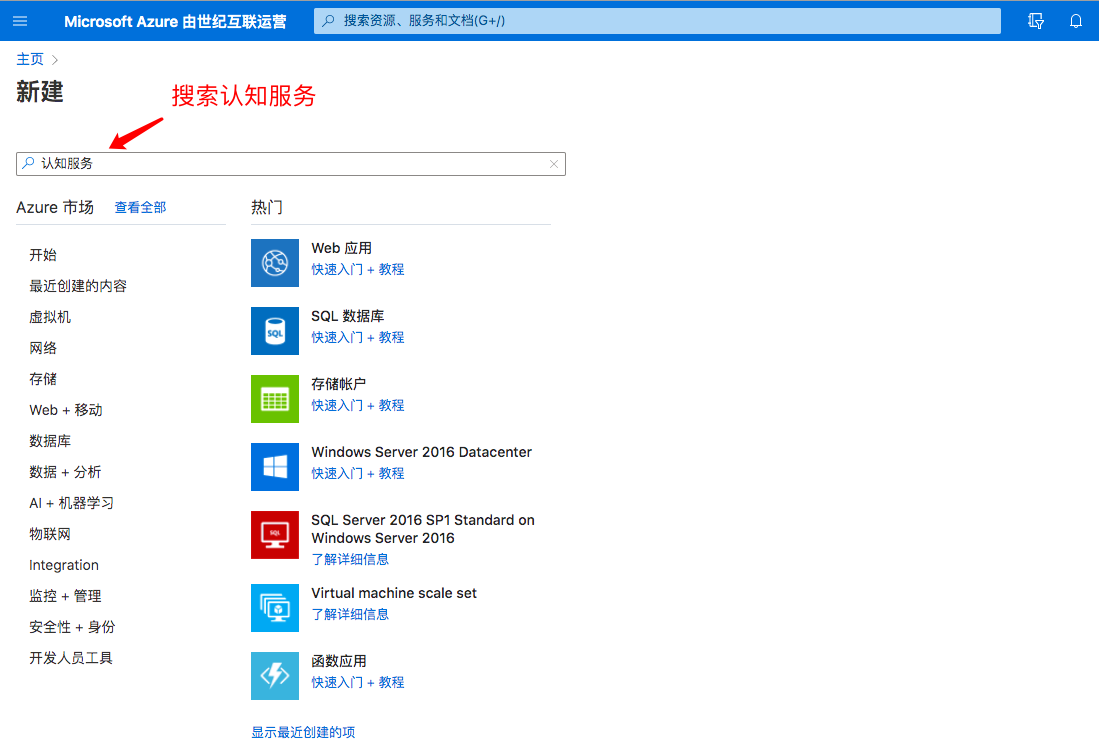 Microsoft Azure 由世纪互联运营
搜索资源、服务和文档(G+/)
主页
新建
搜索认知服务
认知服务
Azure 市场 查看全部
开始
最近创建的内容
虚拟机
网络
存储
Web + 移动
数据库
数据 + 分析
AI + 机器学习
物联网
Integration
监控 + 管理
安全性 + 身份
开发人员工具
热门
Web 应用
快速入门 + 教程
SQL
SQL 数据库
快速入门 + 教程
存储帐户
快速入门 + 教程
Windows Server 2016 Datacenter
快速入门 + 教程
SQL
SQL Server 2016 SP1 Standard on
Windows Server 2016
了解详细信息
Virtual machine scale set
了解详细信息
函数应用
快速入门 + 教程
显示最近创建的项